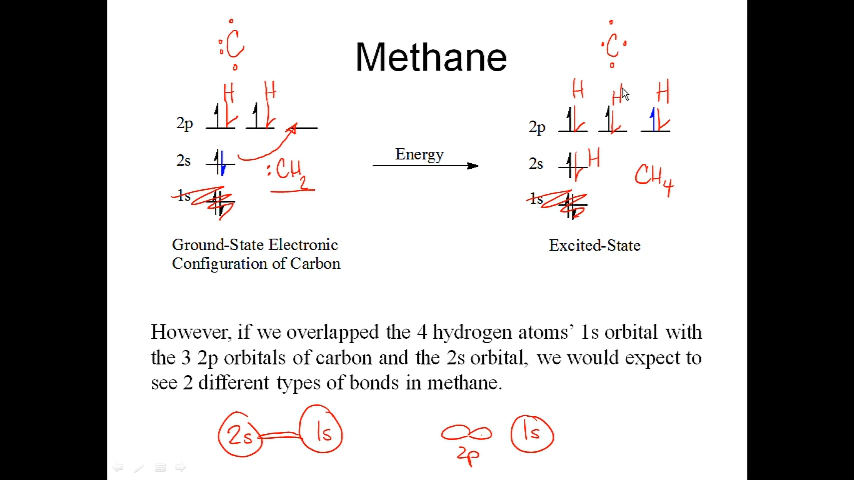 :C
Methane
·C·
H H
2p
2s
:CH2
1s
Energy
H H H
2p
2s H
CH4
1s
Ground-State Electronic
Configuration of Carbon
Excited-State
However, if we overlapped the 4 hydrogen atoms’ 1s orbital with
the 3 2p orbitals of carbon and the 2s orbital, we would expect to
see 2 different types of bonds in methane.
2s 1s
2p 1s